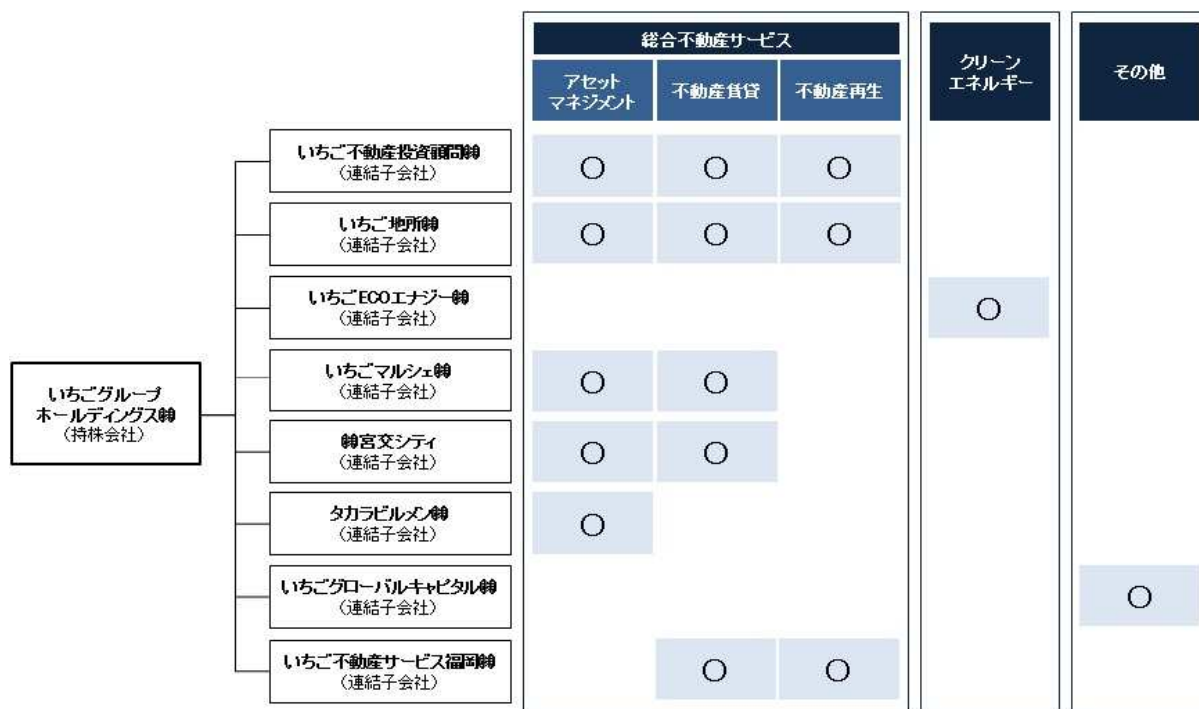 総合不動産サービス
アセット
マネジメント
不動産賃貸
不動産再生
クリーン
エネルギー
その他
いちごグループ
ホールディングス㈱
(持株会社)
いちご不動産投資顧問㈱
(連結子会社)
〇 〇 〇
いちご地所㈱
(連結子会社)
〇 〇 〇
いちごECOエナジー㈱
(連結子会社)
〇
いちごマルシェ㈱
(連結子会社)
〇 〇
㈱宮交シティ
(連結子会社)
〇 〇
タカラビルメン㈱
(連結子会社)
〇
いちごグローバルキャピタル㈱
(連結子会社)
〇
いちご不動産サービス福岡㈱
(連結子会社)
〇 〇